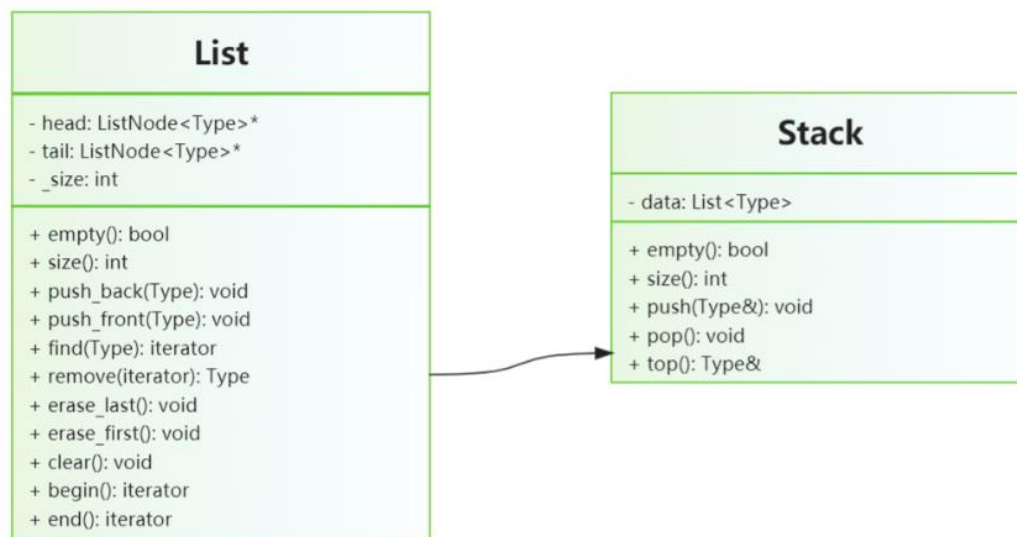 List
- head: ListNode<Type>*
- tail: ListNode<Type>*
- _size: int
+ empty(): bool
+ size(): int
+ push_back(Type): void
+ push_front(Type): void
+ find(Type): iterator
+ remove(iterator): Type
+ erase_last(): void
+ erase_first(): void
+ clear(): void
+ begin(): iterator
+ end(): iterator
Stack
- data: List<Type>
+ empty(): bool
+ size(): int
+ push(Type&): void
+ pop(): void
+ top(): Type&